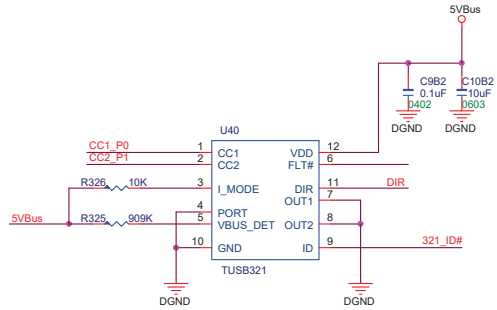 5VBus
C9B2
C10B2
0.1uF
10uF
0402
0603
DGND
DGND
U40
CC1_P0
1
CC1
VDD
12
CC2_P1
2
CC2
FLT#
6
R326
10K
3
I_MODE
DIR
11
DIR
OUT1
7
4
PORT
5VBus
R325
909K
5
VBUS_DET
OUT2
8
10
GND
ID
9
321_ID#
TUSB321
DGND
DGND